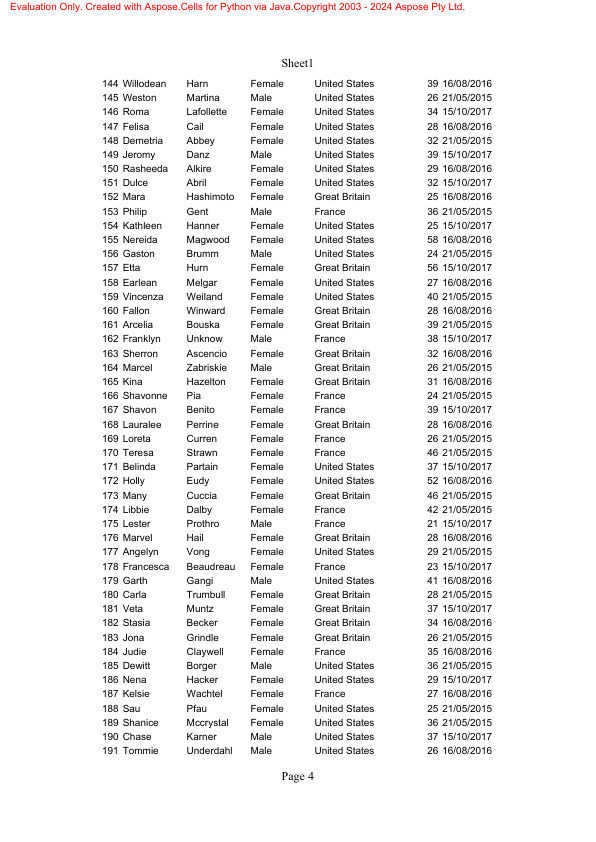 Evaluation Only. Created with Aspose.Cells for Python via Java.Copyright 2003 - 2024 Aspose Pty Ltd.
Sheet1
144 Willodean Harn Female United States 39 16/08/2016
145 Weston Martina Male United States 26 21/05/2015
146 Roma Lafollette Female United States 34 15/10/2017
147 Felisa Cail Female United States 28 16/08/2016
148 Demetria Abbey Female United States 32 21/05/2015
149 Jeromy Danz Male United States 39 15/10/2017
150 Rasheeda Alkire Female United States 29 16/08/2016
151 Dulce Abril Female United States 32 15/10/2017
152 Mara Hashimoto Female Great Britain 25 16/08/2016
153 Philip Gent Male France 36 21/05/2015
154 Kathleen Hanner Female United States 25 15/10/2017
155 Nereida Magwood Female United States 58 16/08/2016
156 Gaston Brumm Male United States 24 21/05/2015
157 Etta Hurn Female Great Britain 56 15/10/2017
158 Earlean Melgar Female United States 27 16/08/2016
159 Vincenza Weiland Female United States 40 21/05/2015
160 Fallon Winward Female Great Britain 28 16/08/2016
161 Arcelia Bouska Female Great Britain 39 21/05/2015
162 Franklyn Unknow Male France 38 15/10/2017
163 Sherron Ascencio Female Great Britain 32 16/08/2016
164 Marcel Zabriskie Male Great Britain 26 21/05/2015
165 Kina Hazelton Female Great Britain 31 16/08/2016
166 Shavonne Pia Female France 24 21/05/2015
167 Shavon Benito Female France 39 15/10/2017
168 Lauralee Perrine Female Great Britain 28 16/08/2016
169 Loreta Curren Female France 26 21/05/2015
170 Teresa Strawn Female France 46 21/05/2015
171 Belinda Partain Female United States 37 15/10/2017
172 Holly Eudy Female United States 52 16/08/2016
173 Many Cuccia Female Great Britain 46 21/05/2015
174 Libbie Dalby Female France 42 21/05/2015
175 Lester Prothro Male France 21 15/10/2017
176 Marvel Hail Female Great Britain 28 16/08/2016
177 Angelyn Vong Female United States 29 21/05/2015
178 Francesca Beaudreau Female France 23 15/10/2017
179 Garth Gangi Male United States 41 16/08/2016
180 Carla Trumbull Female Great Britain 28 21/05/2015
181 Veta Muntz Female Great Britain 37 15/10/2017
182 Stasia Becker Female Great Britain 34 16/08/2016
183 Jona Grindle Female Great Britain 26 21/05/2015
184 Judie Claywell Female France 35 16/08/2016
185 Dewitt Borger Male United States 36 21/05/2015
186 Nena Hacker Female United States 29 15/10/2017
187 Kelsie Wachtel Female France 27 16/08/2016
188 Sau Pfau Female United States 25 21/05/2015
189 Shanice Mccrystal Female United States 36 21/05/2015
190 Chase Karner Male United States 37 15/10/2017
191 Tommie Underdahl Male United States 26 16/08/2016
Page 4